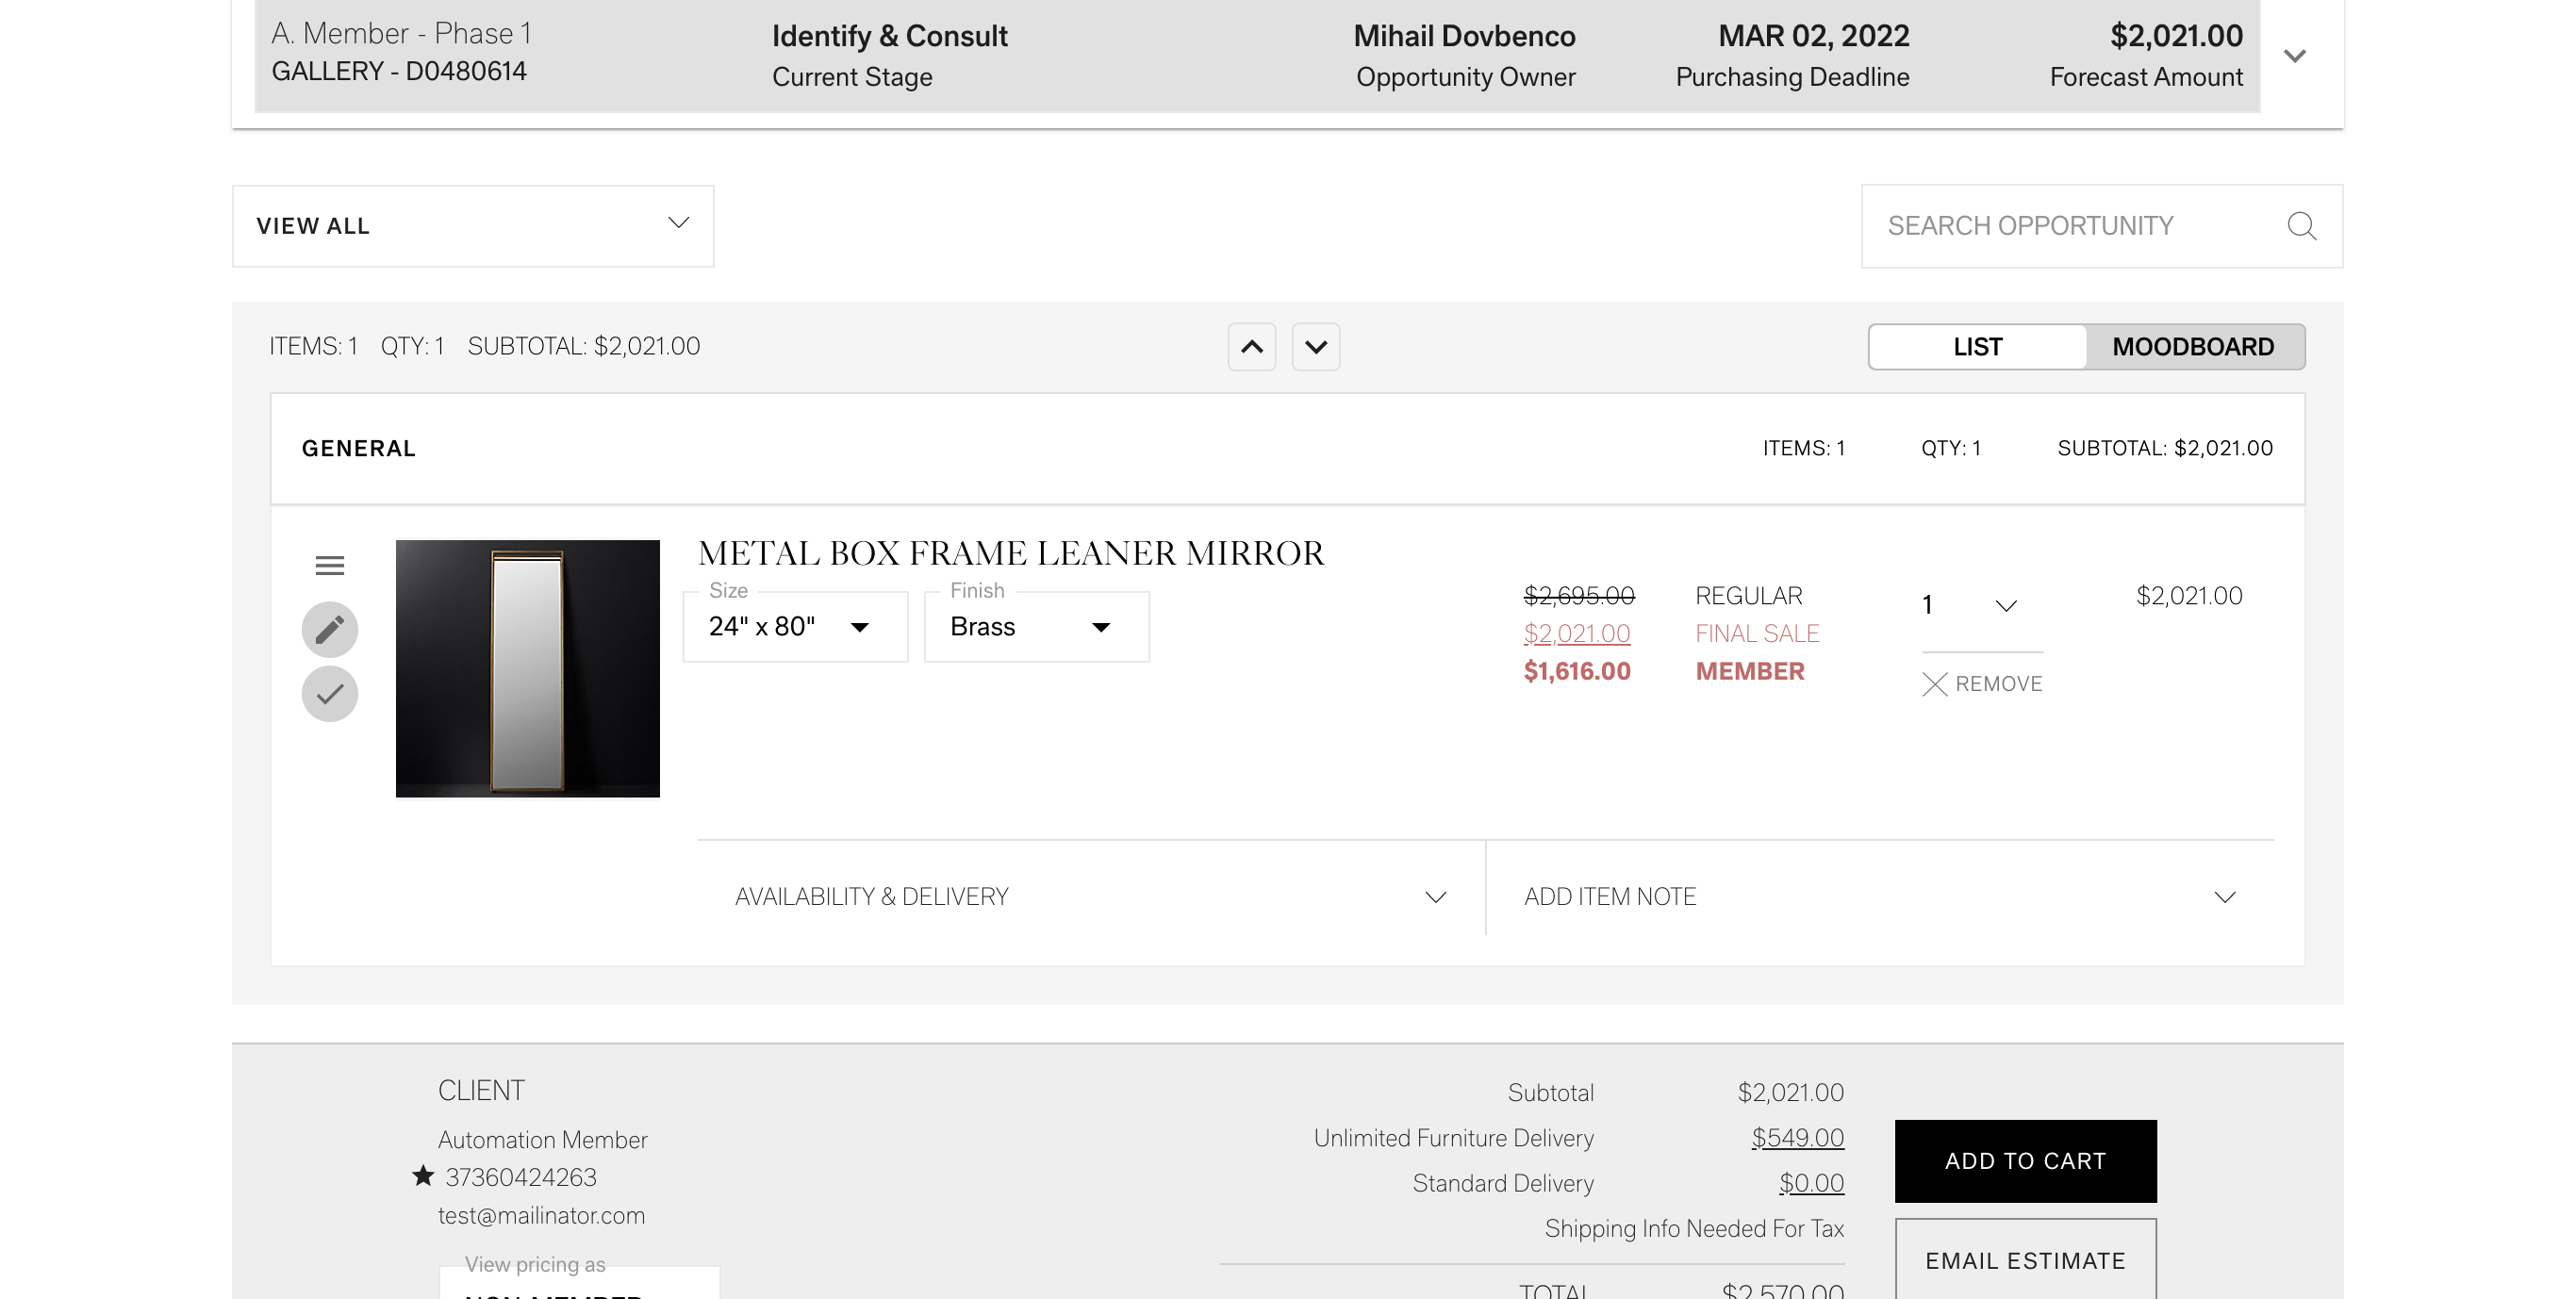 A. Member - Phase 1
GALLERY - D0480614
Identify & Consult
Current Stage
Mihail Dovbenco
Opportunity Owner
MAR 02, 2022
Purchasing Deadline
$2,021.00
Forecast Amount
VIEW ALL
SEARCH OPPORTUNITY
ITEMS: 1 QTY: 1 SUBTOTAL: $2,021.00
LIST MOODBOARD
GENERAL ITEMS: 1 QTY: 1 SUBTOTAL: $2,021.00
METAL BOX FRAME LEANER MIRROR
Size
24" x 80"
Finish
Brass
$2,695.00 REGULAR
$2,021.00 FINAL SALE
$1,616.00 MEMBER
1
REMOVE
$2,021.00
AVAILABILITY & DELIVERY
ADD ITEM NOTE
CLIENT
Automation Member
37360424263
test@mailinator.com
View pricing as
NON-MEMBER
Subtotal $2,021.00
Unlimited Furniture Delivery $549.00
Standard Delivery $0.00
Shipping Info Needed For Tax
TOTAL $2,570.00
ADD TO CART
EMAIL ESTIMATE